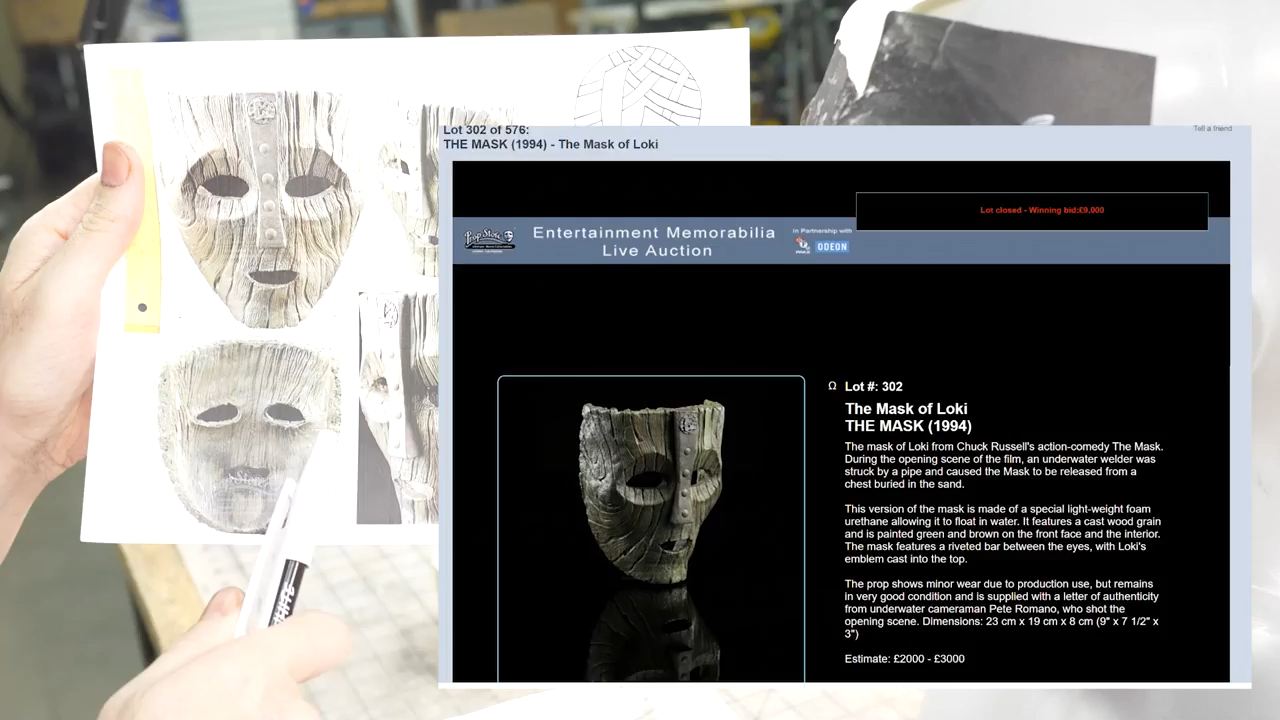 Lot 302 of 576:
THE MASK (1994) - The Mask of Loki
Tell a friend
Lot closed - Winning bid:£9,000
Prop Store
Entertainment Memorabilia
Live Auction
In Partnership with
ODEON
Ω Lot #: 302
The Mask of Loki
THE MASK (1994)
The mask of Loki from Chuck Russell's action-comedy The Mask.
During the opening scene of the film, an underwater welder was
struck by a pipe and caused the Mask to be released from a
chest buried in the sand.
This version of the mask is made of a special light-weight foam
urethane allowing it to float in water. It features a cast wood grain
and is painted green and brown on the front face and the interior.
The mask features a riveted bar between the eyes, with Loki's
emblem cast into the top.
The prop shows minor wear due to production use, but remains
in very good condition and is supplied with a letter of authenticity
from underwater cameraman Pete Romano, who shot the
opening scene. Dimensions: 23 cm x 19 cm x 8 cm (9" x 7 1/2" x
3")
Estimate: £2000 - £3000